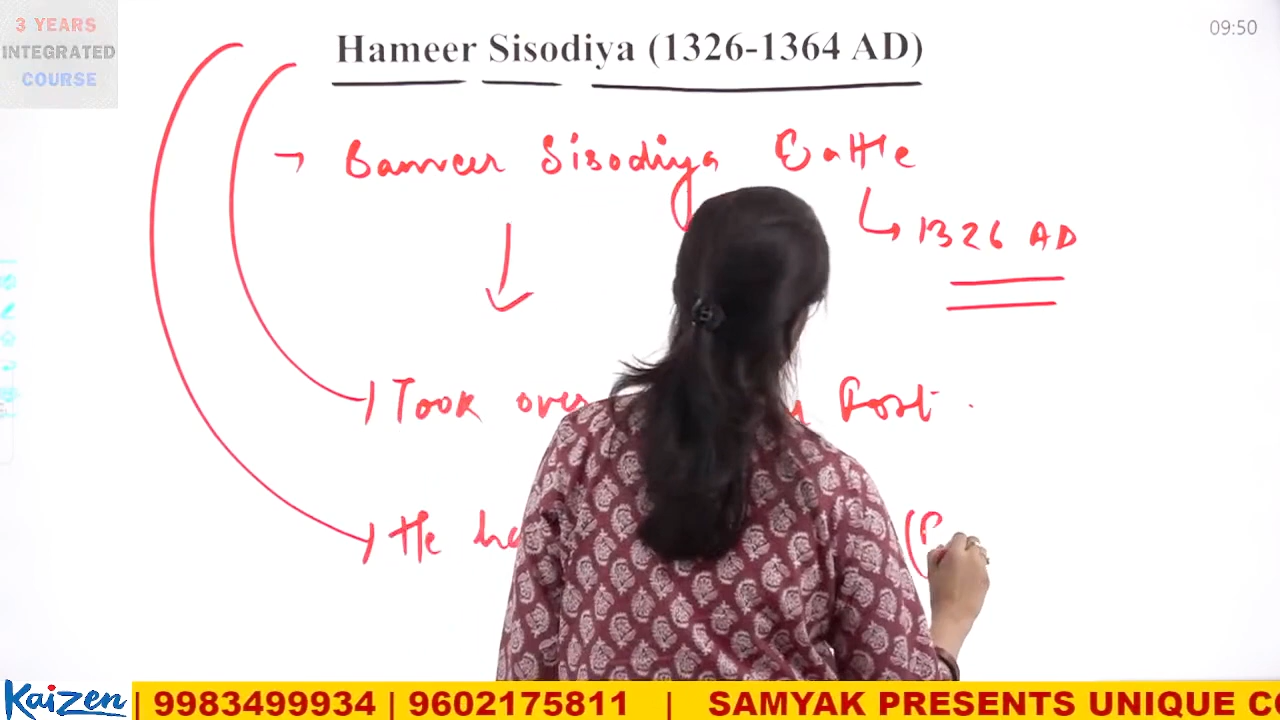 3 YEARS
INTEGRATED
COURSE
09:50
Hameer Sisodiya (1326-1364 AD)
Sisodiya Battle
1326 AD
Took over Fort.
He
Kaizen | 9983499934 | 9602175811 | SAMYAK PRESENTS UNIQUE CO